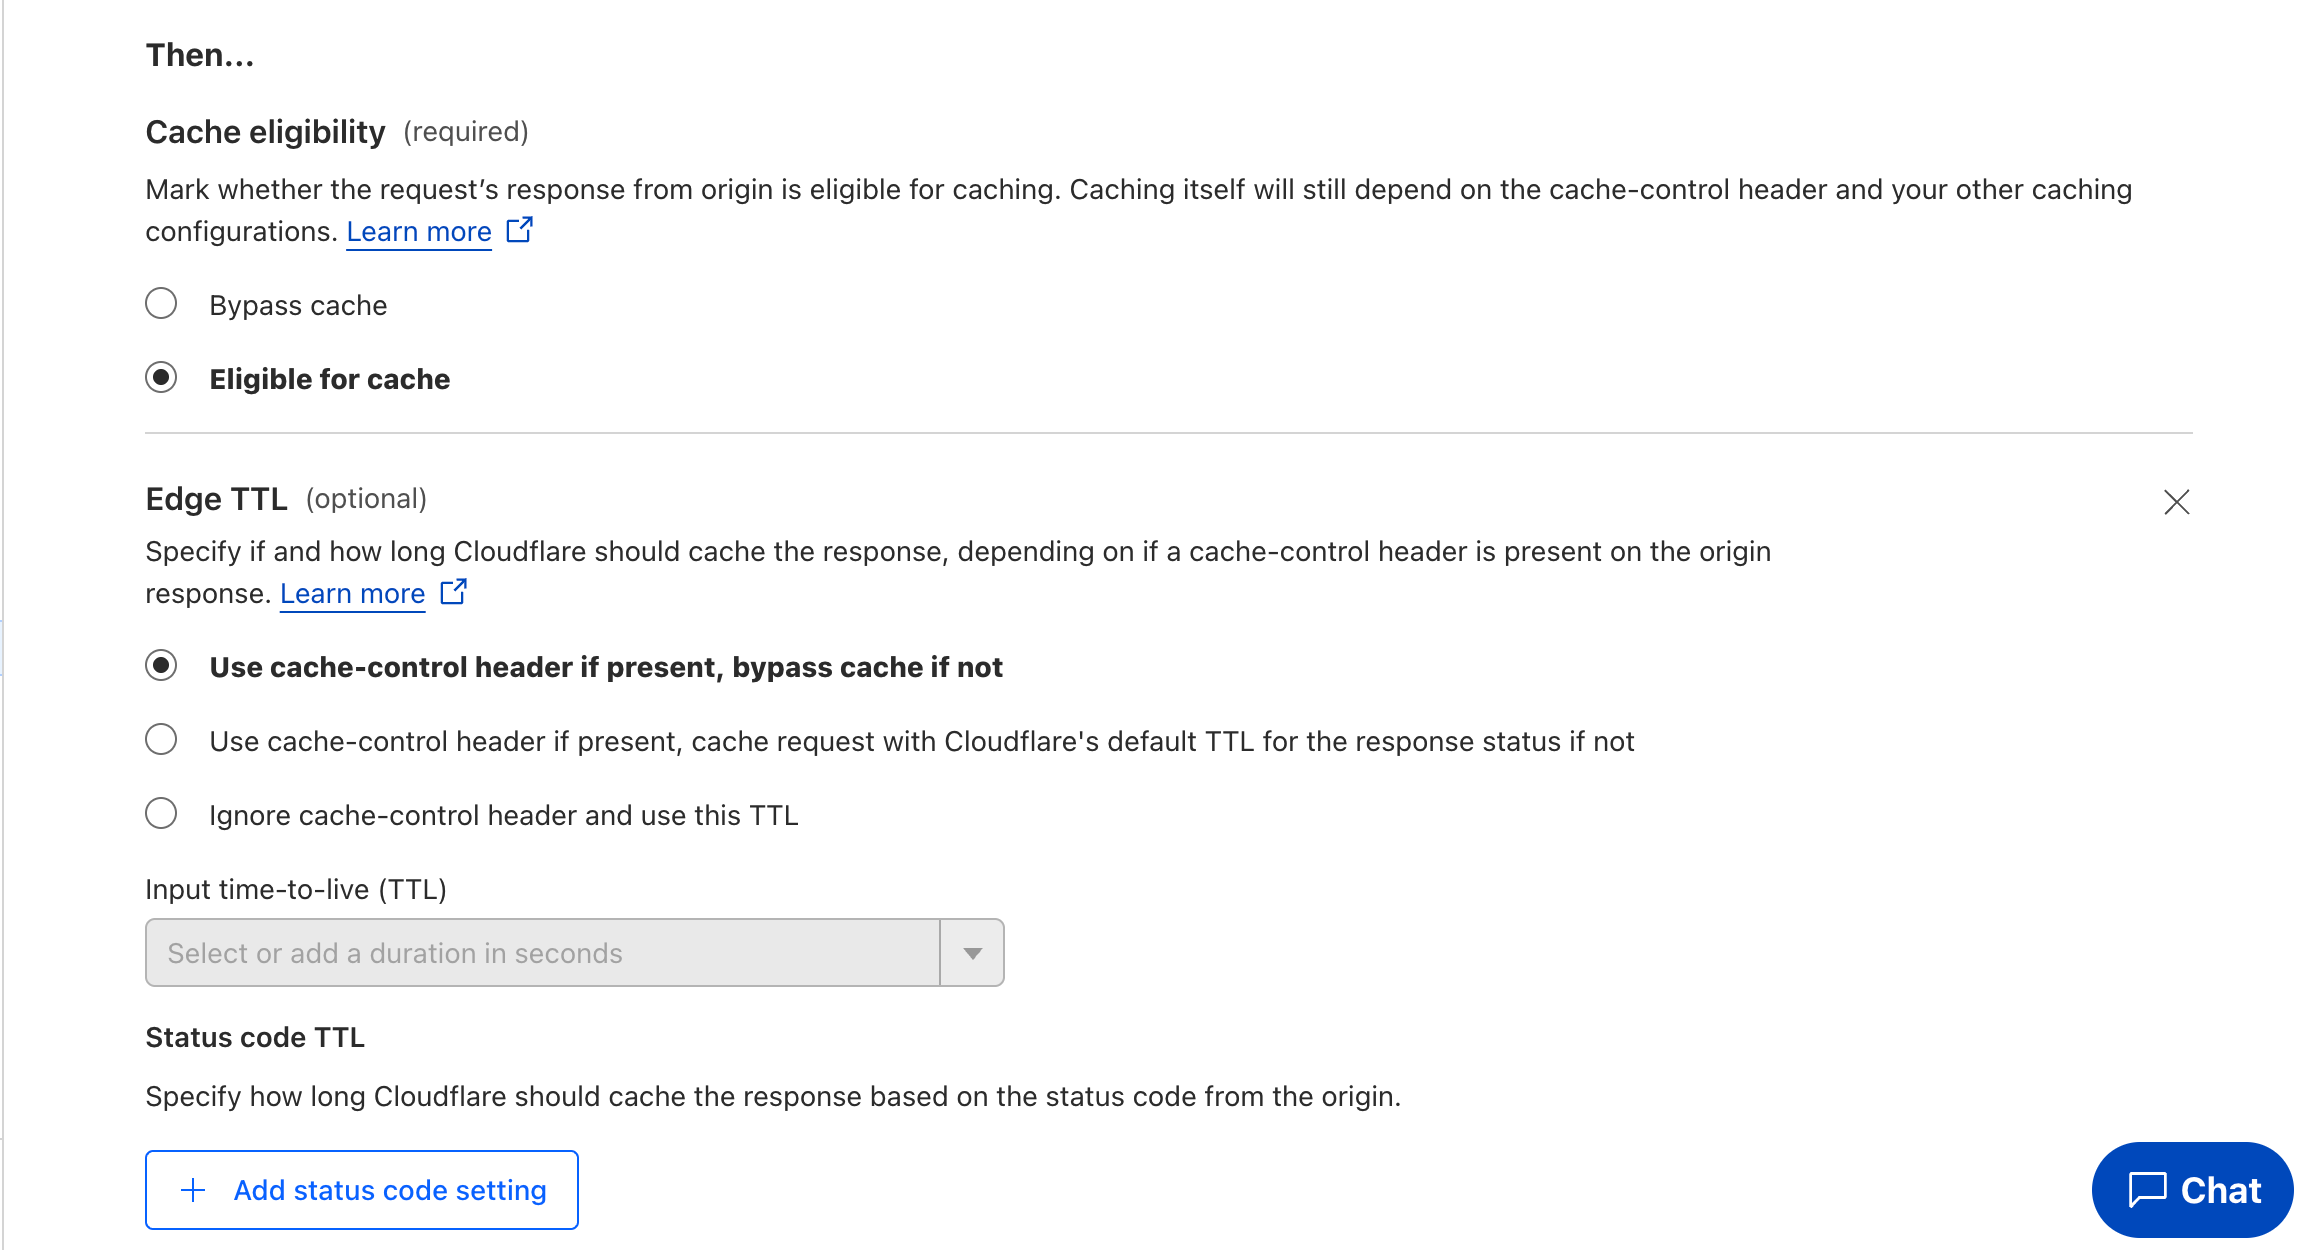 Then...
Cache eligibility (required)
Mark whether the request’s response from origin is eligible for caching. Caching itself will still depend on the cache-control header and your other caching
configurations. Learn more
Bypass cache
Eligible for cache
Edge TTL (optional)
Specify if and how long Cloudflare should cache the response, depending on if a cache-control header is present on the origin
response. Learn more
Use cache-control header if present, bypass cache if not
Use cache-control header if present, cache request with Cloudflare's default TTL for the response status if not
Ignore cache-control header and use this TTL
Input time-to-live (TTL)
Select or add a duration in seconds
Status code TTL
Specify how long Cloudflare should cache the response based on the status code from the origin.
+ Add status code setting
Chat